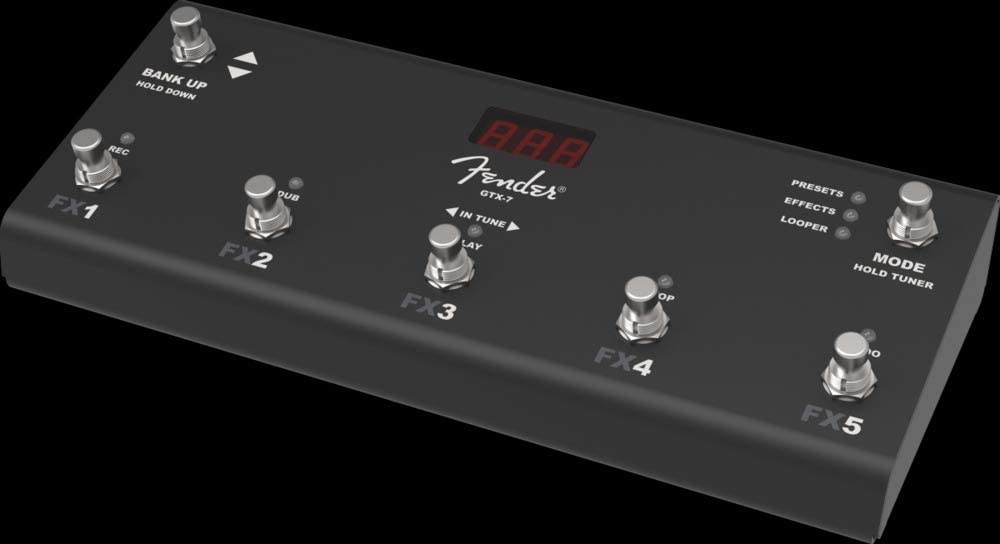 BANK UP
HOLD DOWN
REC
FX1
DUB
FX2
Fender®
GTX-7
IN TUNE
FX3
FX4
PRESETS
EFFECTS
LOOPER
MODE
HOLD TUNER
FX5